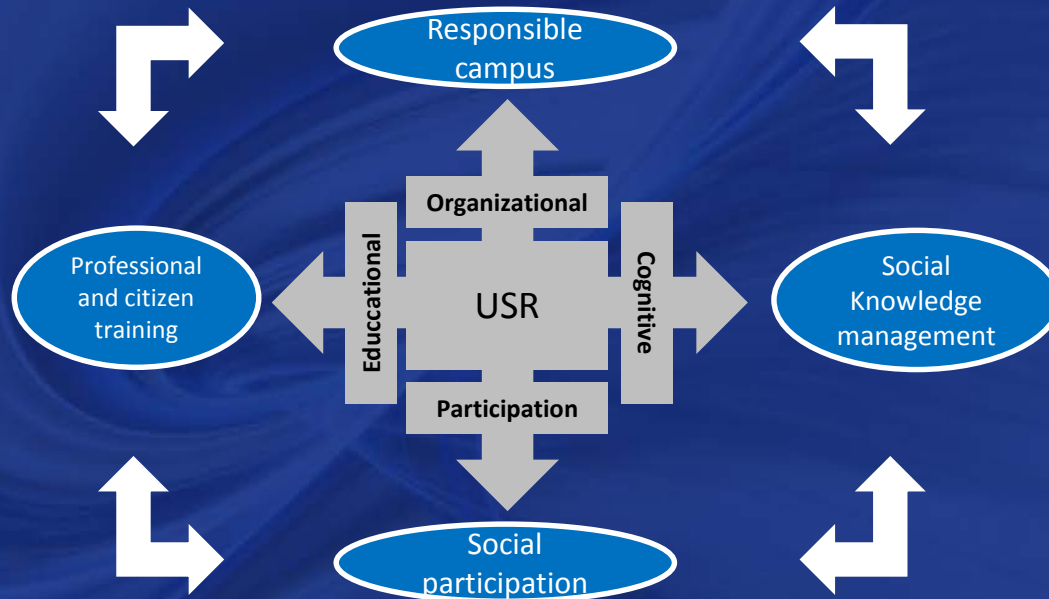 Responsible
campus
Organizational
Professional
and citizen
training
Educcational
USR
Cognitive
Social
Knowledge
management
Participation
Social
participation